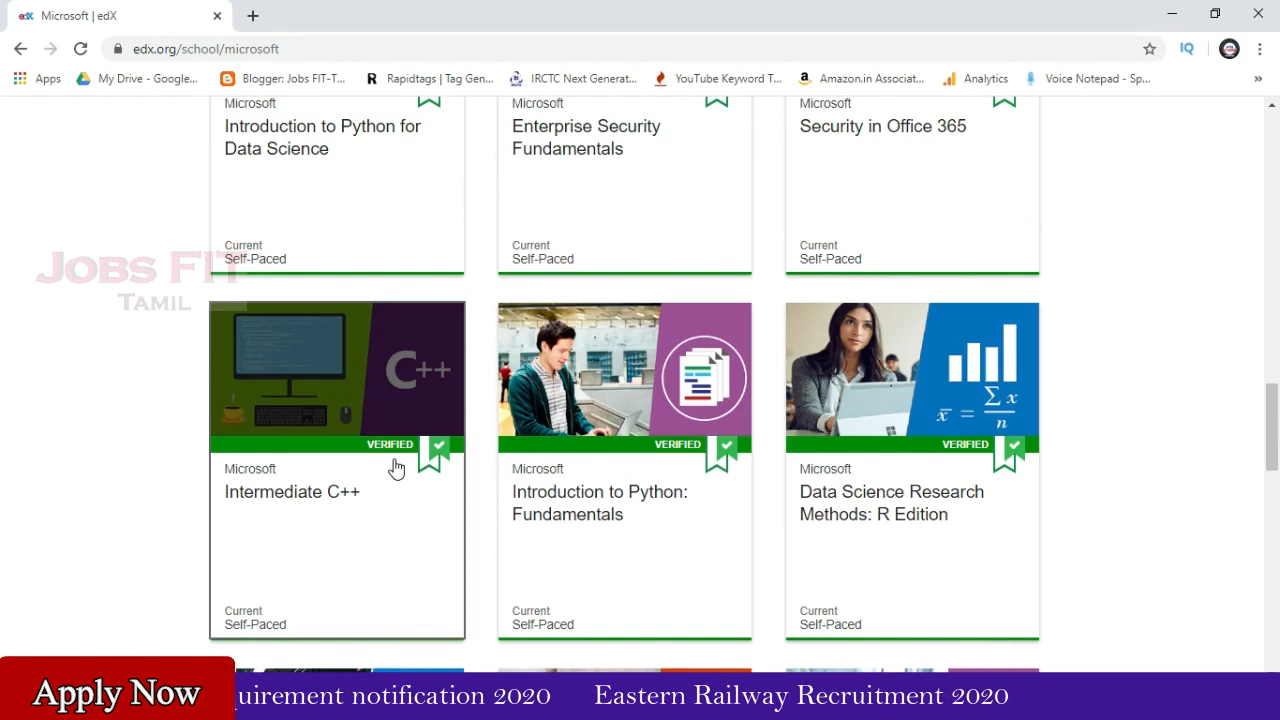 Microsoft | edX
edx.org/school/microsoft
Apps My Drive - Google... Blogger: Jobs FIT-T... Rapidtags | Tag Gen... IRCTC Next Generat... YouTube Keyword T... Amazon.in Associat... Analytics Voice Notepad - Sp...
Microsoft
Introduction to Python for
Data Science
Current
Self-Paced
Microsoft
Enterprise Security
Fundamentals
Current
Self-Paced
Microsoft
Security in Office 365
Current
Self-Paced
JOBS FIT
TAMIL
C++
VERIFIED
Microsoft
Intermediate C++
Current
Self-Paced
VERIFIED
Microsoft
Introduction to Python:
Fundamentals
Current
Self-Paced
x̄ = Σ x / n
VERIFIED
Microsoft
Data Science Research
Methods: R Edition
Current
Self-Paced
Apply Now
quirement notification 2020 Eastern Railway Recruitment 2020